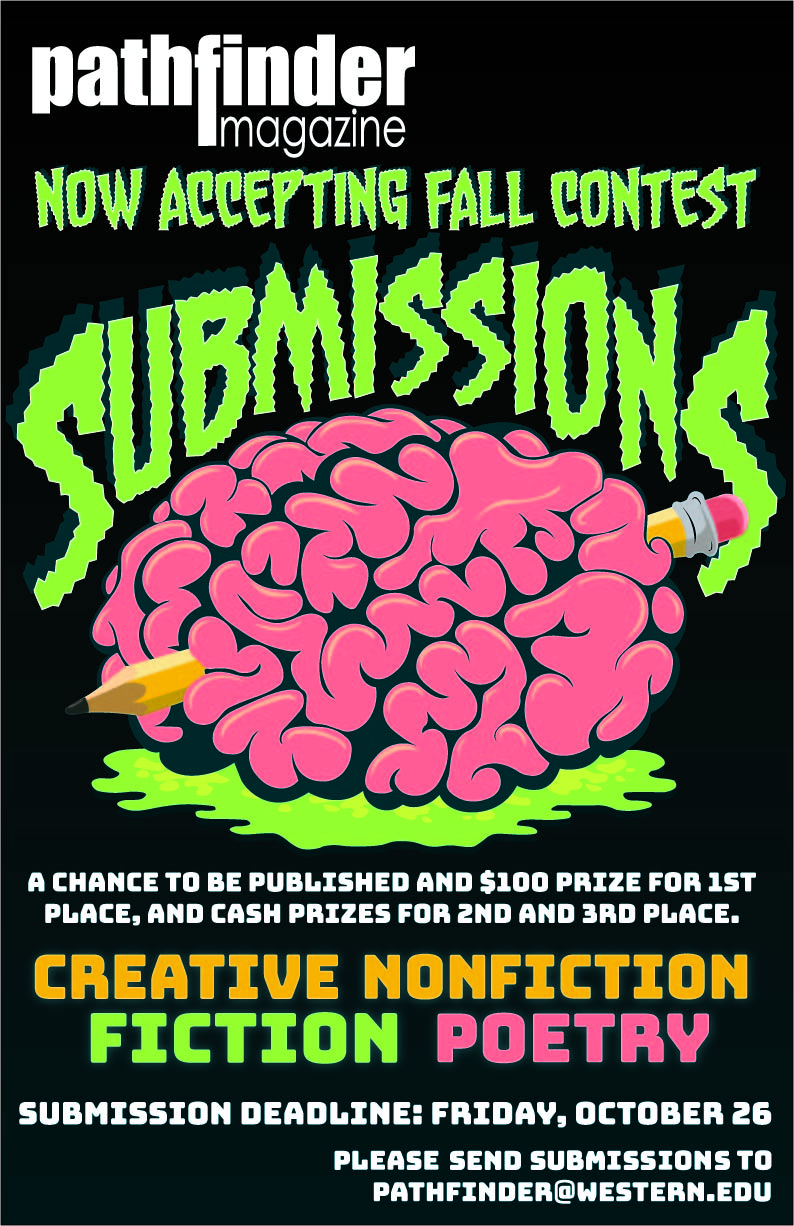 pathfinder
magazine
NOW ACCEPTING FALL CONTEST
SUBMISSIONS
A CHANCE TO BE PUBLISHED AND $100 PRIZE FOR 1ST
PLACE, AND CASH PRIZES FOR 2ND AND 3RD PLACE.
CREATIVE NONFICTION
FICTION POETRY
SUBMISSION DEADLINE: FRIDAY, OCTOBER 26
PLEASE SEND SUBMISSIONS TO
PATHFINDER@WESTERN.EDU